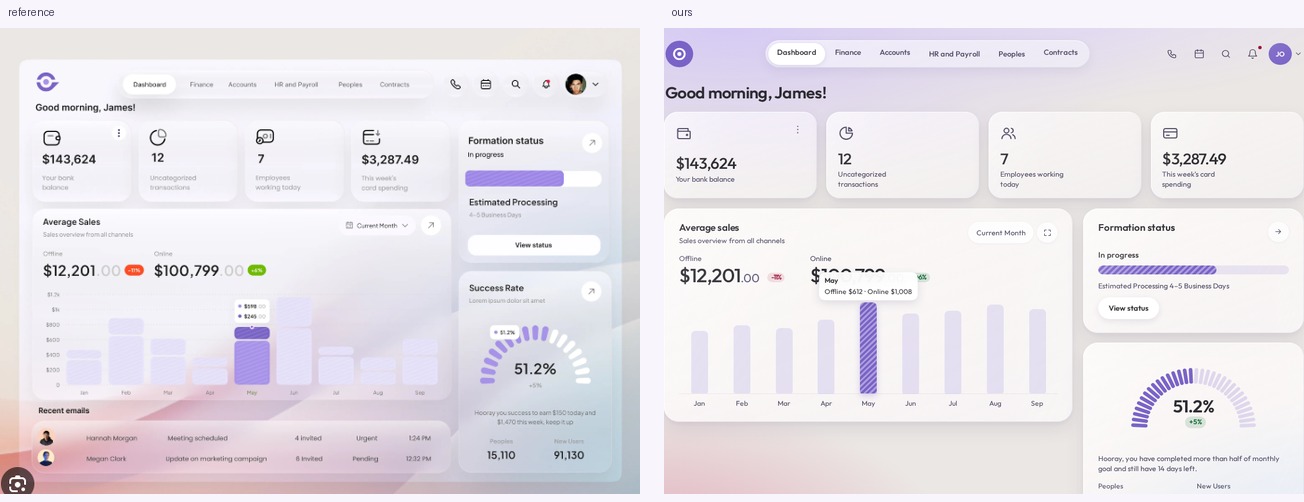 reference
Dashboard Finance Accounts HR and Payroll Peoples Contracts
Good morning, James!
$143,624
Your bank
balance
12
Uncategorized
transactions
7
Employees
working today
$3,287.49
This week's
card spending
Formation status
In progress
Estimated Processing
4-5 Business Days
View status
Average Sales
Sales overview from all channels
Current Month
Offline
$12,201.00 -11%
Online
$100,799.00 +6%
$1.2k
$1k
$800
$600
$400
$200
0
Jan Feb Mar Apr May Jun Jul Aug Sep
Success Rate
Lorem ipsum dolor sit amet
51.2%
51.2%
+5%
Hooray you success to earn $150 today and
$1,470 this week, keep it up
Peoples
15,110
New Users
91,130
Recent emails
Hannah Morgan Meeting scheduled 4 Invited Urgent 1:24 PM
Megan Clark Update on marketing campaign 8 Invited Pending 12:32 PM
ours
Dashboard Finance Accounts HR and Payroll Peoples Contracts
JO
Good morning, James!
$143,624
Your bank balance
12
Uncategorized
transactions
7
Employees working
today
$3,287.49
This week's card
spending
Average sales
Sales overview from all channels
Current Month
Offline
$12,201.00 -11%
Online
May
Offline $612 · Online $1,008
Jan Feb Mar Apr May Jun Jul Aug Sep
Formation status
In progress
Estimated Processing 4–5 Business Days
View status
51.2%
+5%
Hooray, you have completed more than half of monthly
goal and still have 14 days left.
Peoples New Users